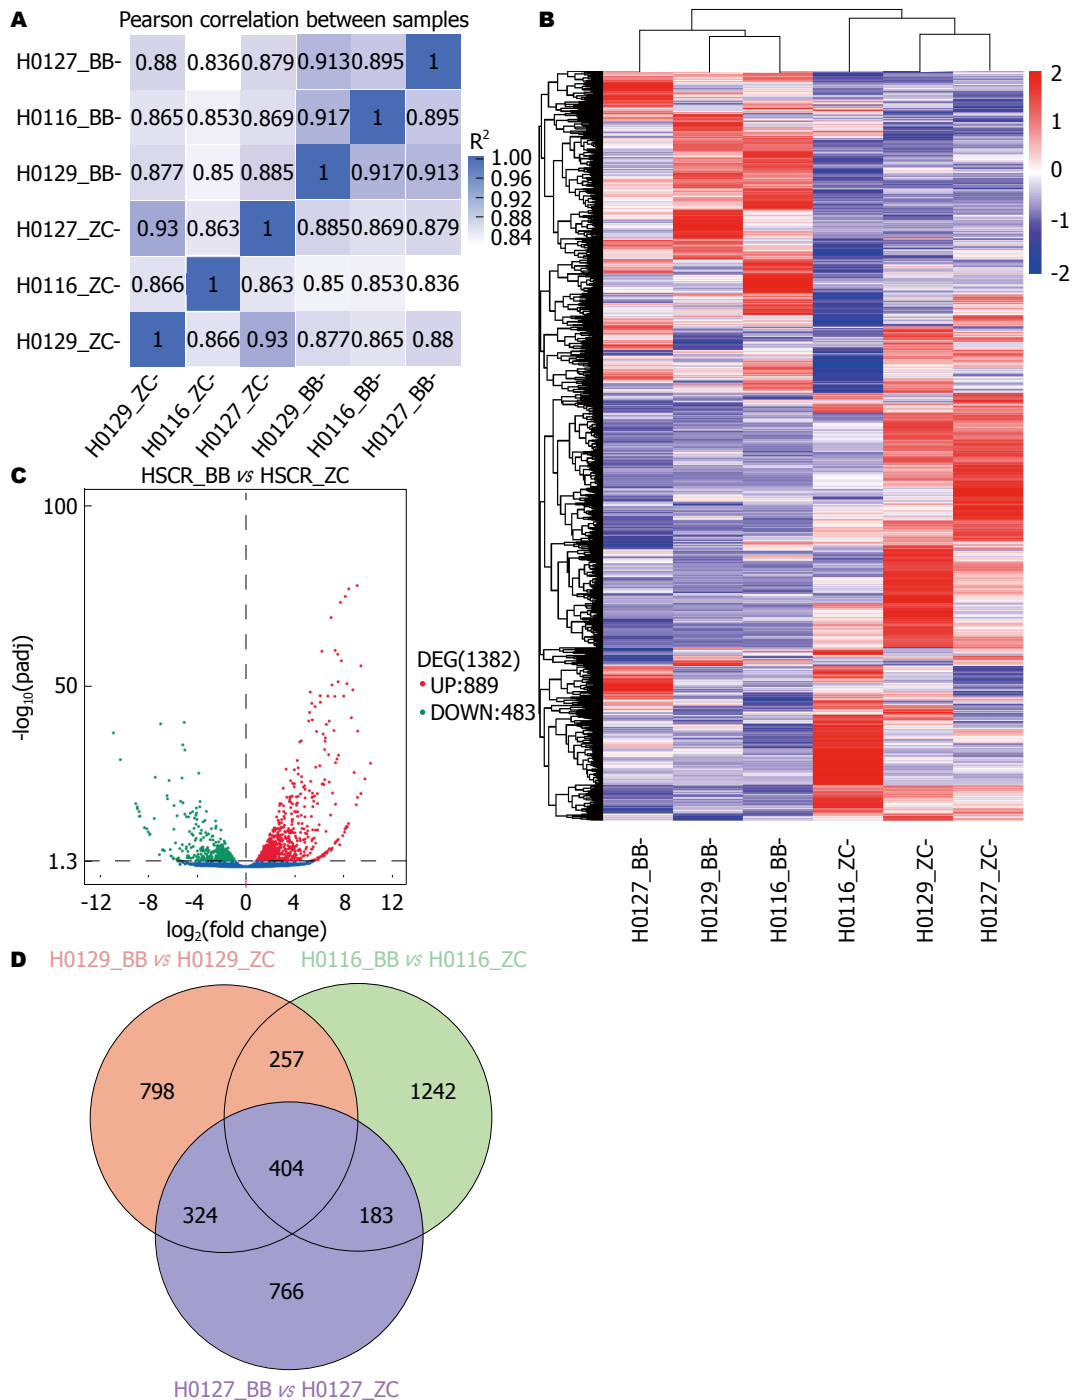 A
Pearson correlation between samples
H0127_BB- 0.88 0.836 0.879 0.913 0.895 1
H0116_BB- 0.865 0.853 0.869 0.917 1 0.895
H0129_BB- 0.877 0.85 0.885 1 0.917 0.913
H0127_ZC- 0.93 0.863 1 0.885 0.869 0.879
H0116_ZC- 0.866 1 0.863 0.85 0.853 0.836
H0129_ZC- 1 0.866 0.93 0.877 0.865 0.88
H0129_ZC- H0116_ZC- H0127_ZC- H0129_BB- H0116_BB- H0127_BB-
R²
1.00
0.96
0.92
0.88
0.84
B
2
1
0
-1
-2
H0127_BB- H0129_BB- H0116_BB- H0116_ZC- H0129_ZC- H0127_ZC-
C
HSCR_BB vs HSCR_ZC
100
50
1.3
-log₁₀(padj)
-12 -8 -4 0 4 8 12
log₂(fold change)
DEG(1382)
UP:889
DOWN:483
D
H0129_BB vs H0129_ZC
H0116_BB vs H0116_ZC
257
798
1242
404
324
183
766
H0127_BB vs H0127_ZC